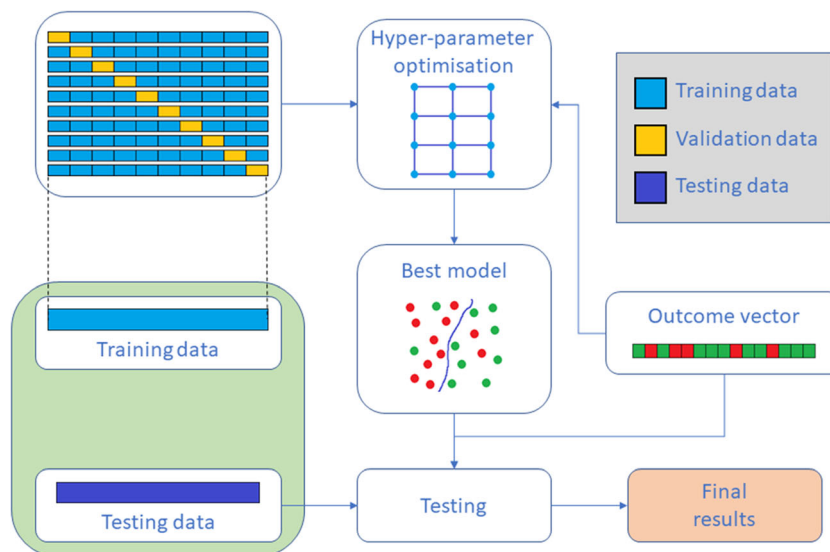 Hyper-parameter
optimisation
Training data
Validation data
Testing data
Best model
Outcome vector
Training data
Testing data
Testing
Final
results